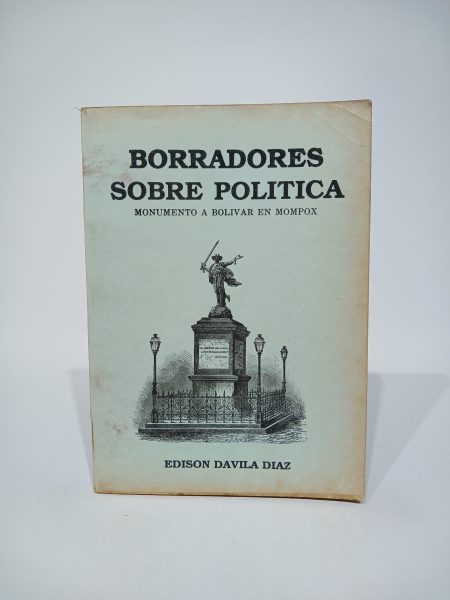 BORRADORES
SOBRE POLITICA
MONUMENTO A BOLIVAR EN MOMPOX
EDISON DAVILA DIAZ